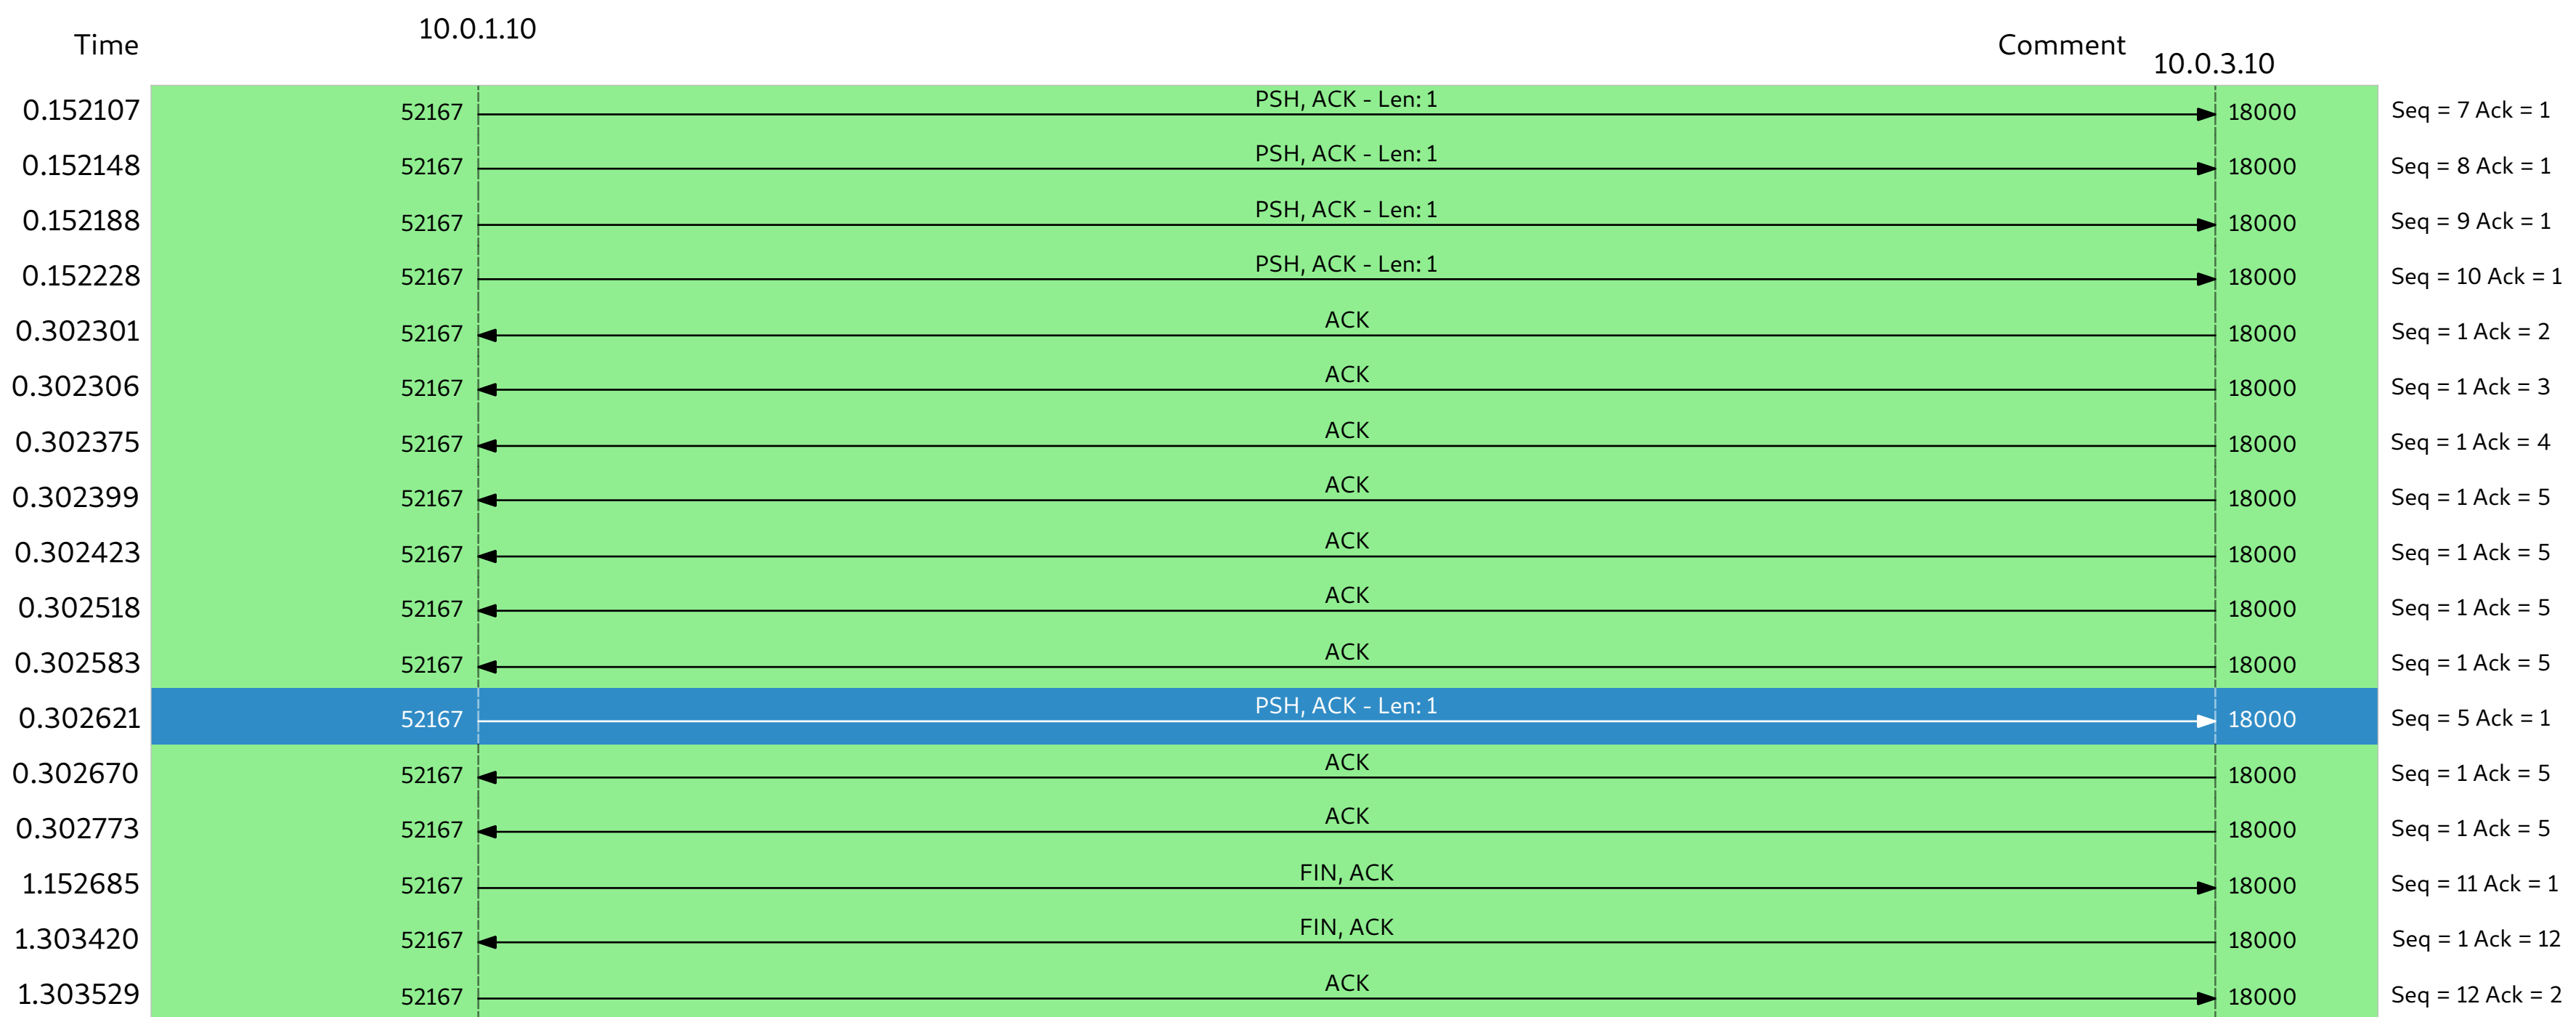 Time 10.0.1.10 Comment 10.0.3.10
0.152107 52167 PSH, ACK - Len: 1 18000 Seq = 7 Ack = 1
0.152148 52167 PSH, ACK - Len: 1 18000 Seq = 8 Ack = 1
0.152188 52167 PSH, ACK - Len: 1 18000 Seq = 9 Ack = 1
0.152228 52167 PSH, ACK - Len: 1 18000 Seq = 10 Ack = 1
0.302301 52167 ACK 18000 Seq = 1 Ack = 2
0.302306 52167 ACK 18000 Seq = 1 Ack = 3
0.302375 52167 ACK 18000 Seq = 1 Ack = 4
0.302399 52167 ACK 18000 Seq = 1 Ack = 5
0.302423 52167 ACK 18000 Seq = 1 Ack = 5
0.302518 52167 ACK 18000 Seq = 1 Ack = 5
0.302583 52167 ACK 18000 Seq = 1 Ack = 5
0.302621 52167 PSH, ACK - Len: 1 18000 Seq = 5 Ack = 1
0.302670 52167 ACK 18000 Seq = 1 Ack = 5
0.302773 52167 ACK 18000 Seq = 1 Ack = 5
1.152685 52167 FIN, ACK 18000 Seq = 11 Ack = 1
1.303420 52167 FIN, ACK 18000 Seq = 1 Ack = 12
1.303529 52167 ACK 18000 Seq = 12 Ack = 2